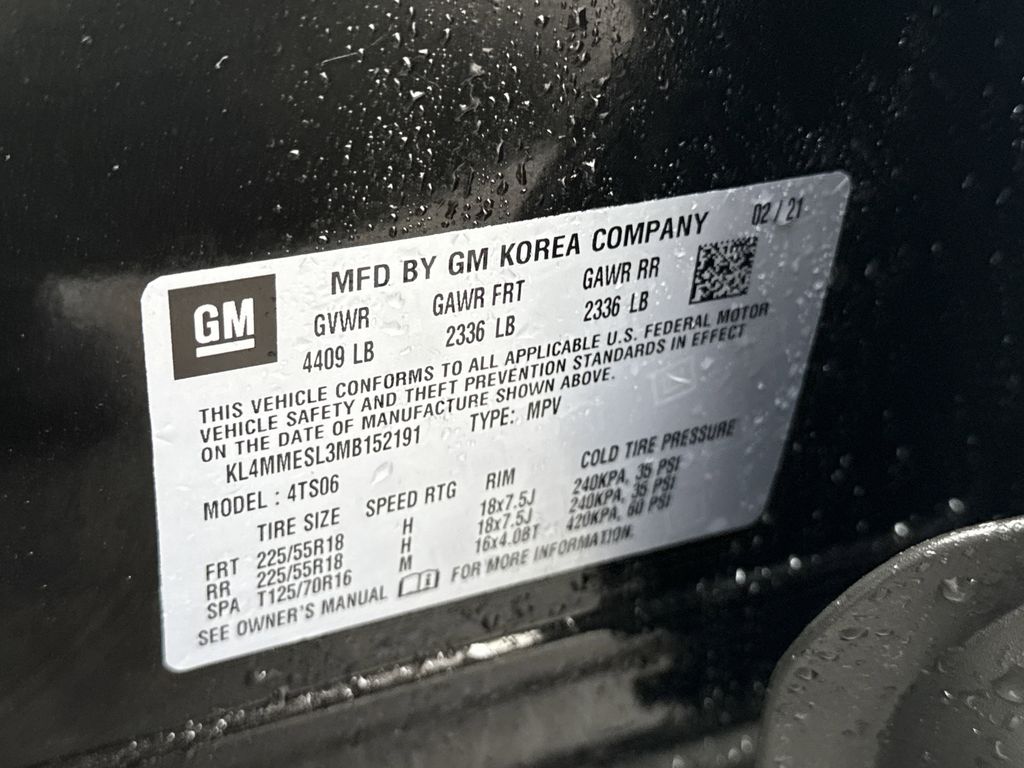 MFD BY GM KOREA COMPANY 02 / 21
GM
GVWR GAWR FRT GAWR RR
4409 LB 2336 LB 2336 LB
THIS VEHICLE CONFORMS TO ALL APPLICABLE U.S. FEDERAL MOTOR
VEHICLE SAFETY AND THEFT PREVENTION STANDARDS IN EFFECT
ON THE DATE OF MANUFACTURE SHOWN ABOVE.
KL4MMESL3MB152191 TYPE: MPV
MODEL : 4TS06
TIRE SIZE SPEED RTG RIM COLD TIRE PRESSURE
FRT 225/55R18 H 18x7.5J 240KPA, 35 PSI
RR 225/55R18 H 18x7.5J 240KPA, 35 PSI
SPA T125/70R16 M 16x4.0BT 420KPA, 60 PSI
SEE OWNER'S MANUAL FOR MORE INFORMATION.